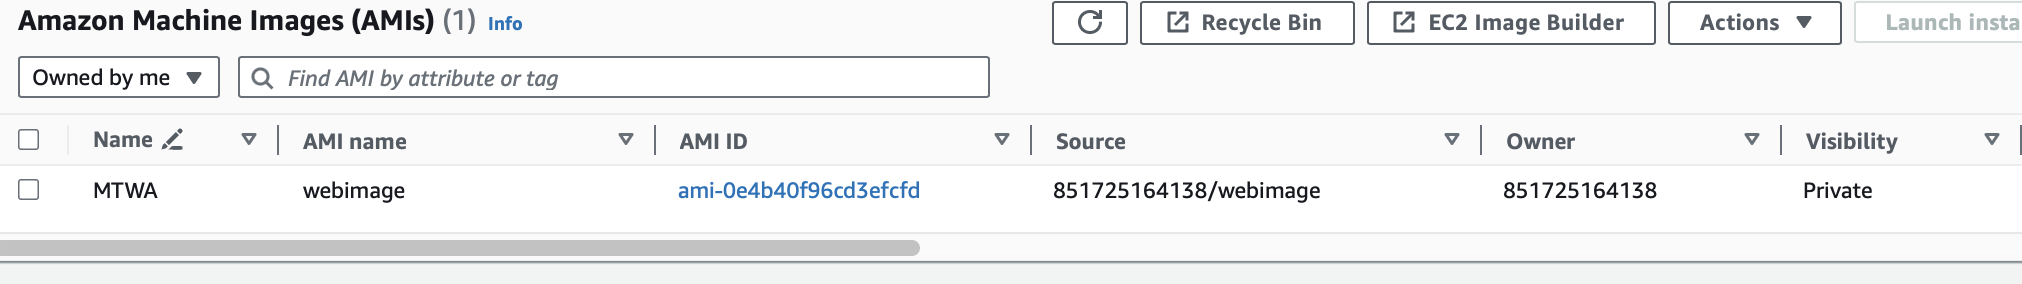 Amazon Machine Images (AMIs) (1) Info
Recycle Bin
EC2 Image Builder
Actions
Launch insta
Owned by me
Find AMI by attribute or tag
Name AMI name AMI ID Source Owner Visibility
MTWA webimage ami-0e4b40f96cd3efcfd 851725164138/webimage 851725164138 Private